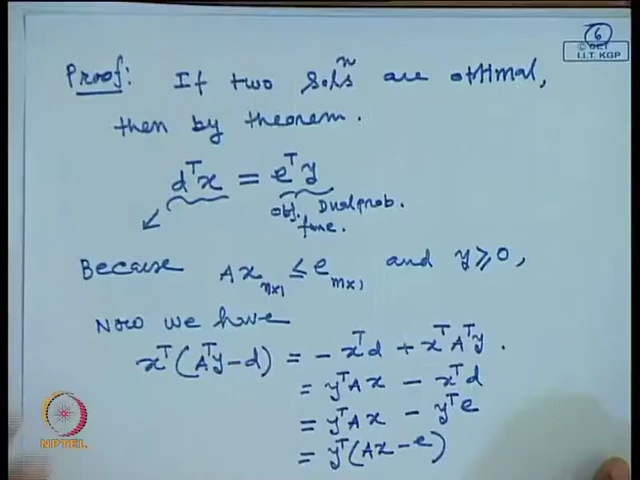 6
© CET
I.I.T. KGP
Proof: If two solⁿs are optimal,
then by theorem.
dᵀx = eᵀy
obj. Dual prob.
func.
Because Ax_{n×1} ≤ e_{m×1} and y ≥ 0,
Now we have
xᵀ(Aᵀy - d) = - xᵀd + xᵀAᵀy .
= yᵀAx - xᵀd
= yᵀAx - yᵀe
= yᵀ(Ax - e)
NPTEL